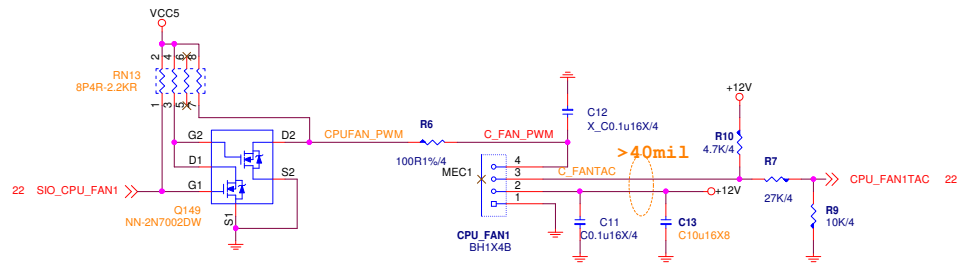 VCC5
2 4 6 8
RN13
8P4R-2.2KR
1 3 5 7
G2
D2
D1
S2
G1
S1
22 SIO_CPU_FAN1
Q149
NN-2N7002DW
CPUFAN_PWM
R6
100R1%/4
C_FAN_PWM
C12
X_C0.1u16X/4
MEC1
4
3
2
1
C_FANTAC
>40mil
+12V
R10
4.7K/4
R7
27K/4
CPU_FAN1TAC 22
+12V
R9
10K/4
CPU_FAN1
BH1X4B
C11
C0.1u16X/4
C13
C10u16X8